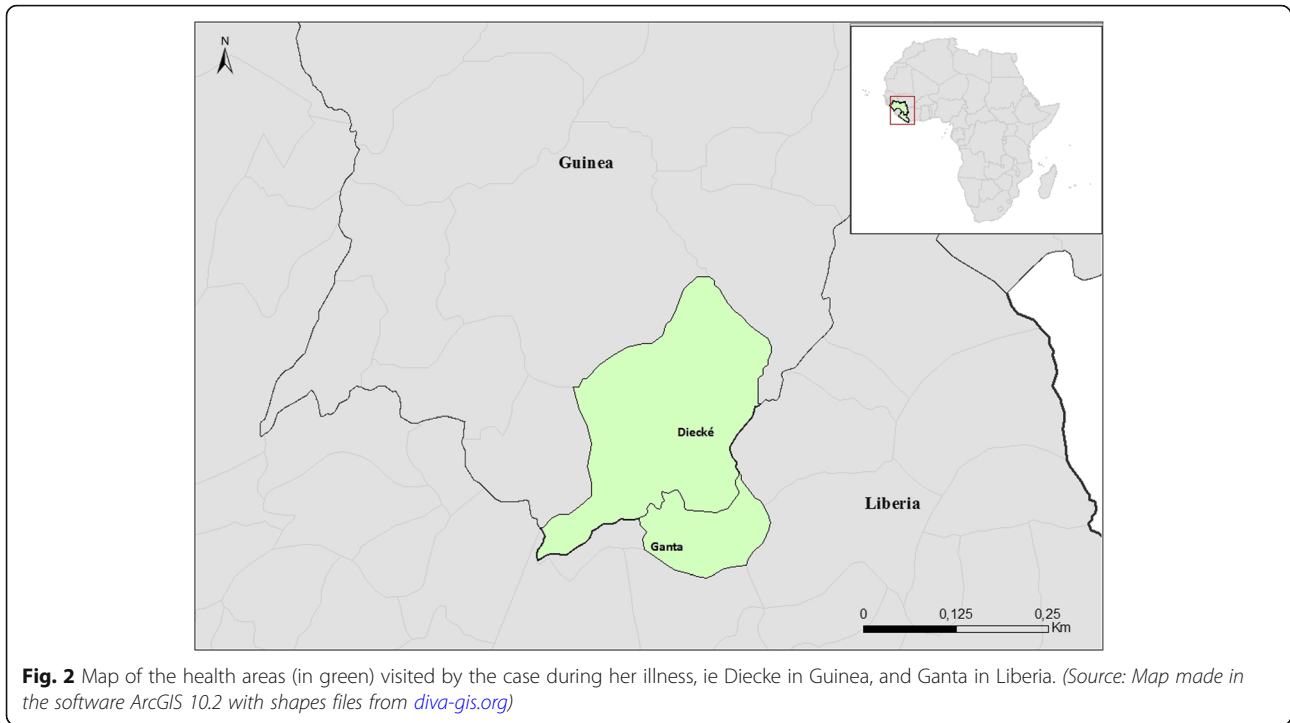 N
Guinea
Diecké
Liberia
Ganta
0 0,125 0,25
Km
Fig. 2 Map of the health areas (in green) visited by the case during her illness, ie Diecke in Guinea, and Ganta in Liberia. (Source: Map made in
the software ArcGIS 10.2 with shapes files from diva-gis.org)